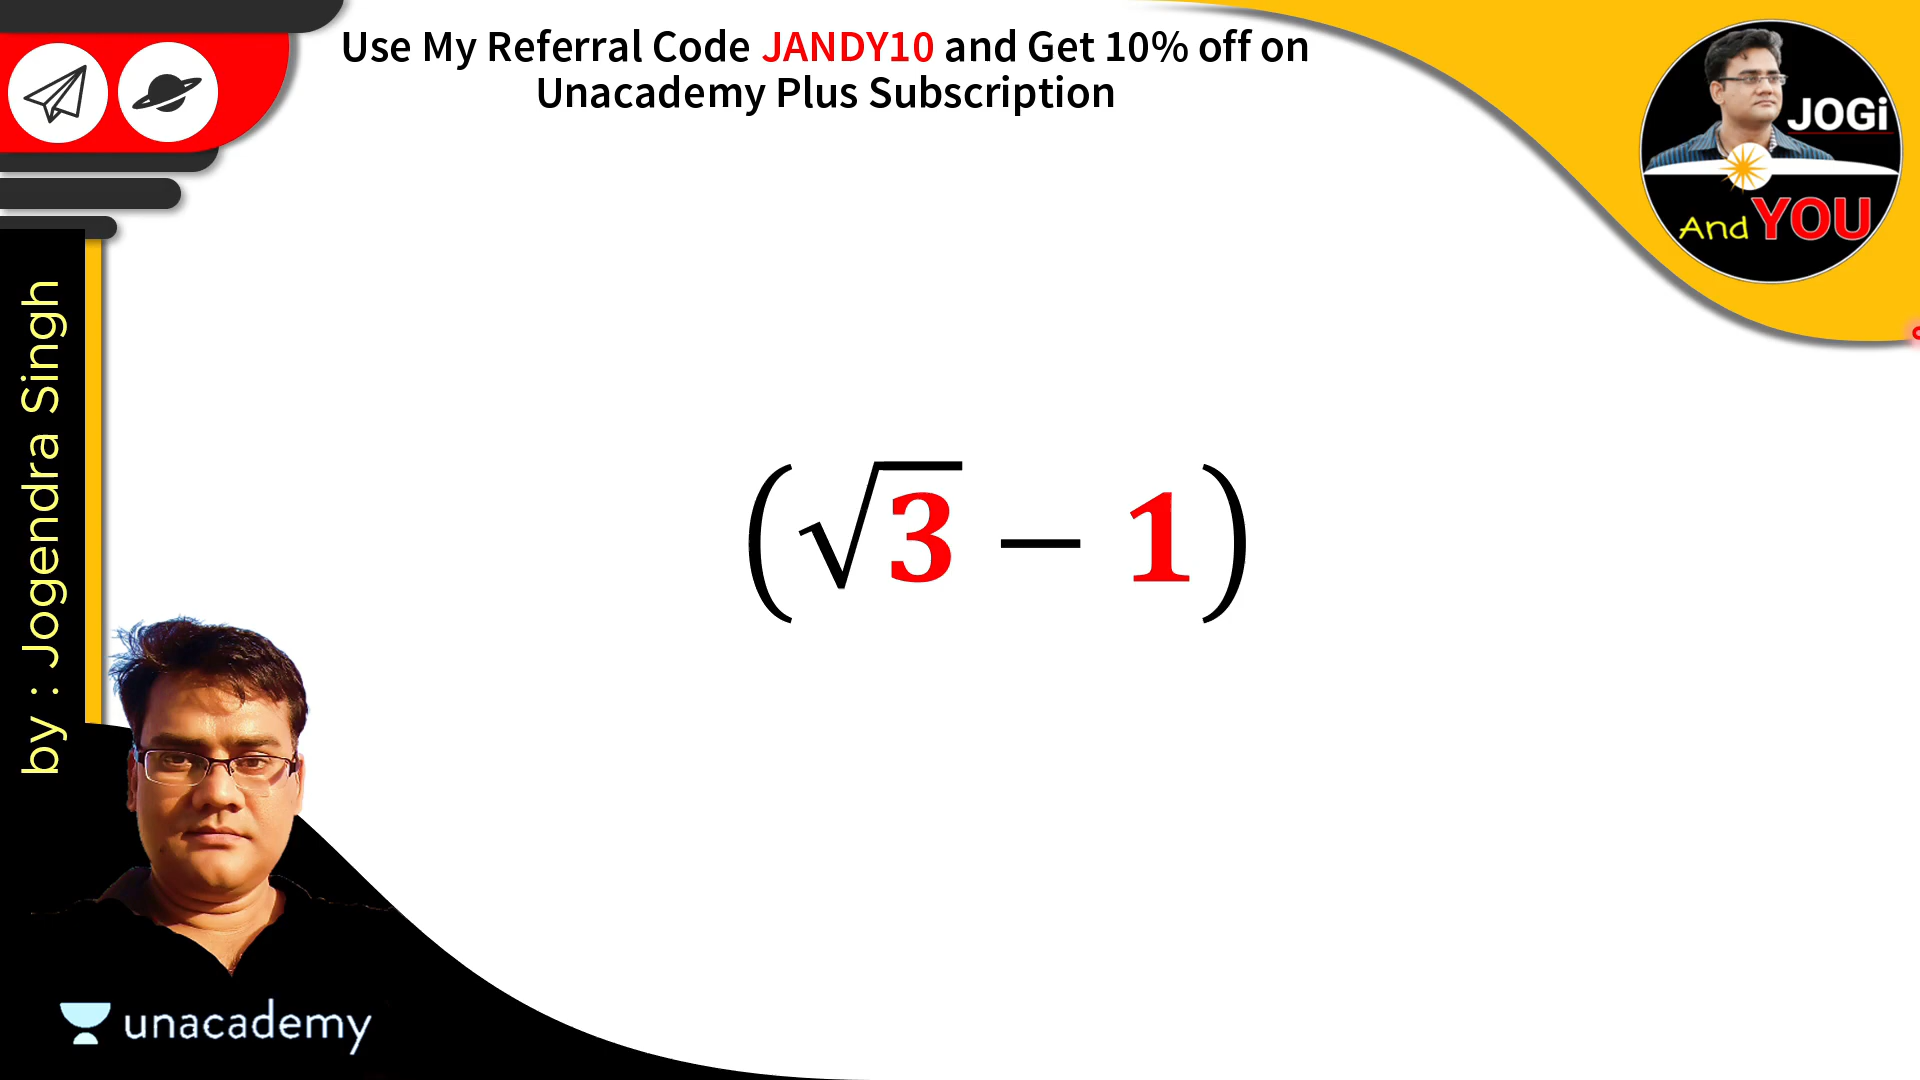 Use My Referral Code JANDY10 and Get 10% off on
Unacademy Plus Subscription
JOGi
And YOU
by : Jogendra Singh
(√3 − 1)
unacademy